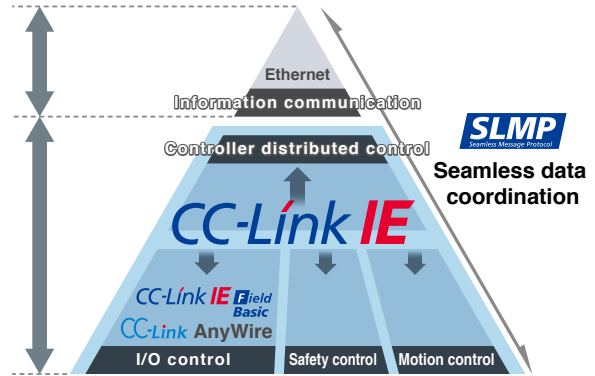 Ethernet
Information communication
Controller distributed control
SLMP
Seamless Message Protocol
Seamless data
coordination
CC-Link IE
CC-Link IE Field
Basic
CC-Link AnyWire
I/O control
Safety control
Motion control